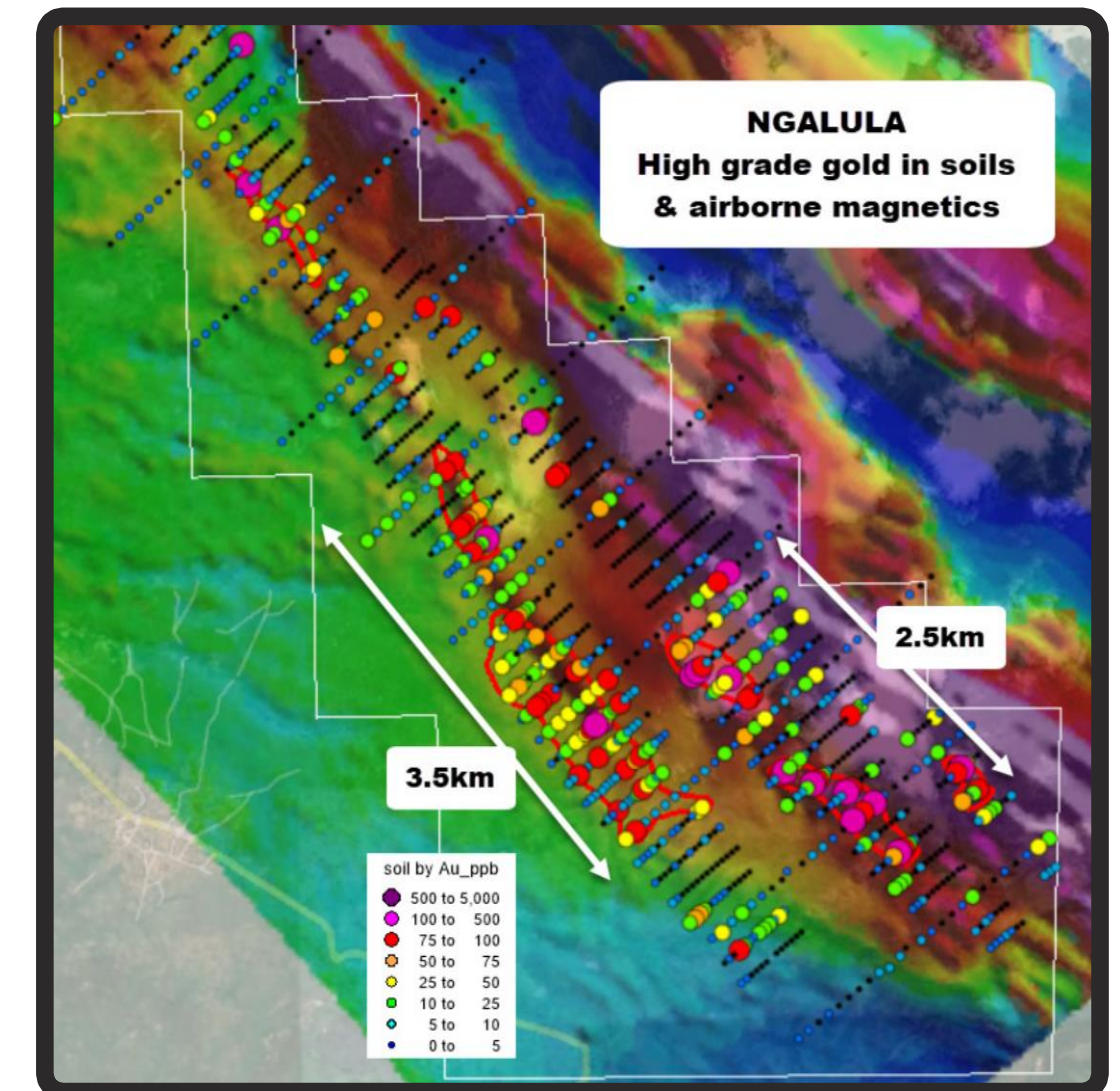 NGALULA
High grade gold in soils
& airborne magnetics
2.5km
3.5km
soil by Au_ppb
500 to 5,000
100 to 500
75 to 100
50 to 75
25 to 50
10 to 25
5 to 10
0 to 5